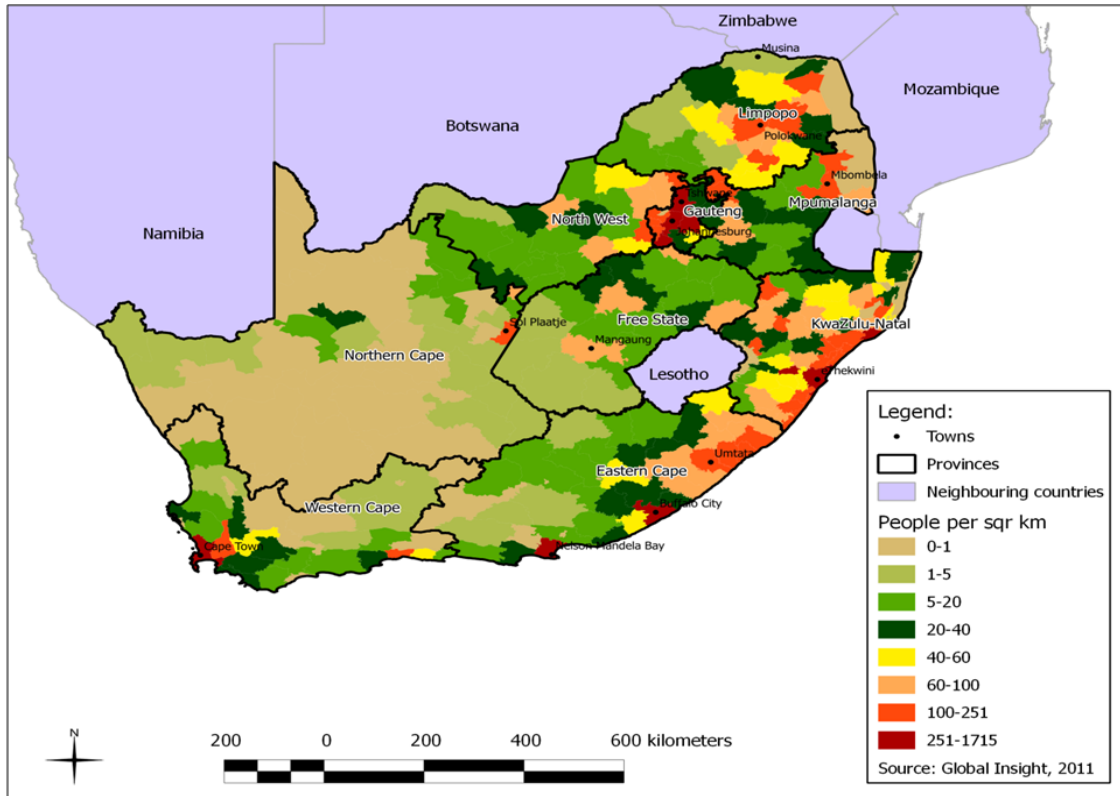 Zimbabwe
Musina
Mozambique
Botswana
Limpopo
Polokwane
Mbombela
Mpumalanga
Tshwane
Gauteng
North West
Johannesburg
Namibia
Sol Plaatje
Free State
KwaZulu-Natal
Northern Cape
Mangaung
Lesotho
eThekwini
Umtata
Eastern Cape
Buffalo City
Western Cape
Cape Town
Nelson Mandela Bay
Legend:
Towns
Provinces
Neighbouring countries
People per sqr km
0-1
1-5
5-20
20-40
40-60
60-100
100-251
251-1715
Source: Global Insight, 2011
N
200 0 200 400 600 kilometers